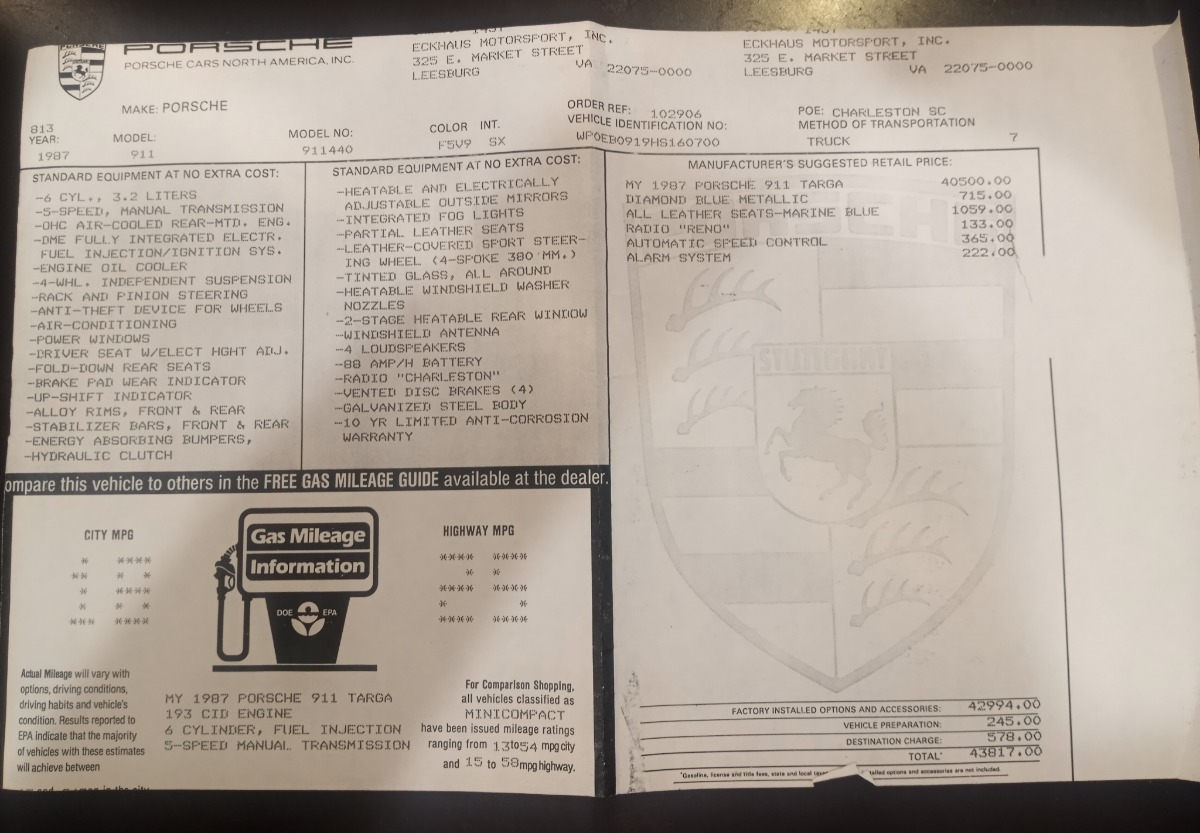 PORSCHE
PORSCHE CARS NORTH AMERICA, INC.
ECKHAUS MOTORSPORT, INC.
325 E. MARKET STREET
LEESBURG VA 22075-0000
ECKHAUS MOTORSPORT, INC.
325 E. MARKET STREET
LEESBURG VA 22075-0000
MAKE: PORSCHE
ORDER REF: 102906
POE: CHARLESTON SC
813
YEAR: MODEL: MODEL NO: COLOR INT. VEHICLE IDENTIFICATION NO: METHOD OF TRANSPORTATION
1987 911 911440 F5V9 SX WP0EB0919HS160700 TRUCK 7
STANDARD EQUIPMENT AT NO EXTRA COST:
-6 CYL., 3.2 LITERS
-5-SPEED, MANUAL TRANSMISSION
-OHC AIR-COOLED REAR-MTD. ENG.
-DME FULLY INTEGRATED ELECTR.
FUEL INJECTION/IGNITION SYS.
-ENGINE OIL COOLER
-4-WHL. INDEPENDENT SUSPENSION
-RACK AND PINION STEERING
-ANTI-THEFT DEVICE FOR WHEELS
-AIR-CONDITIONING
-POWER WINDOWS
-DRIVER SEAT W/ELECT HGHT ADJ.
-FOLD-DOWN REAR SEATS
-BRAKE PAD WEAR INDICATOR
-UP-SHIFT INDICATOR
-ALLOY RIMS, FRONT & REAR
-STABILIZER BARS, FRONT & REAR
-ENERGY ABSORBING BUMPERS,
-HYDRAULIC CLUTCH
STANDARD EQUIPMENT AT NO EXTRA COST:
-HEATABLE AND ELECTRICALLY
ADJUSTABLE OUTSIDE MIRRORS
-INTEGRATED FOG LIGHTS
-PARTIAL LEATHER SEATS
-LEATHER-COVERED SPORT STEER-
ING WHEEL (4-SPOKE 380 MM.)
-TINTED GLASS, ALL AROUND
-HEATABLE WINDSHIELD WASHER
NOZZLES
-2-STAGE HEATABLE REAR WINDOW
-WINDSHIELD ANTENNA
-4 LOUDSPEAKERS
-88 AMP/H BATTERY
-RADIO "CHARLESTON"
-VENTED DISC BRAKES (4)
-GALVANIZED STEEL BODY
-10 YR LIMITED ANTI-CORROSION
WARRANTY
MANUFACTURER'S SUGGESTED RETAIL PRICE:
MY 1987 PORSCHE 911 TARGA 40500.00
DIAMOND BLUE METALLIC 715.00
ALL LEATHER SEATS-MARINE BLUE 1059.00
RADIO "RENO" 133.00
AUTOMATIC SPEED CONTROL 365.00
ALARM SYSTEM 222.00
ompare this vehicle to others in the FREE GAS MILEAGE GUIDE available at the dealer.
CITY MPG
* ****
** * *
* ****
* * *
*** ****
Gas Mileage
Information
DOE EPA
HIGHWAY MPG
**** ****
* *
**** ****
* *
**** ****
Actual Mileage will vary with
options, driving conditions,
driving habits and vehicle's
condition. Results reported to
EPA indicate that the majority
of vehicles with these estimates
will achieve between
MY 1987 PORSCHE 911 TARGA
193 CID ENGINE
6 CYLINDER, FUEL INJECTION
5-SPEED MANUAL TRANSMISSION
For Comparison Shopping,
all vehicles classified as
MINICOMPACT
have been issued mileage ratings
ranging from 13 to 54 mpg city
and 15 to 58 mpg highway.
STUTTGART
FACTORY INSTALLED OPTIONS AND ACCESSORIES: 42994.00
VEHICLE PREPARATION: 245.00
DESTINATION CHARGE: 578.00
TOTAL* 43817.00
*Gasoline, license and title fees, state and local options and accessories are not included.